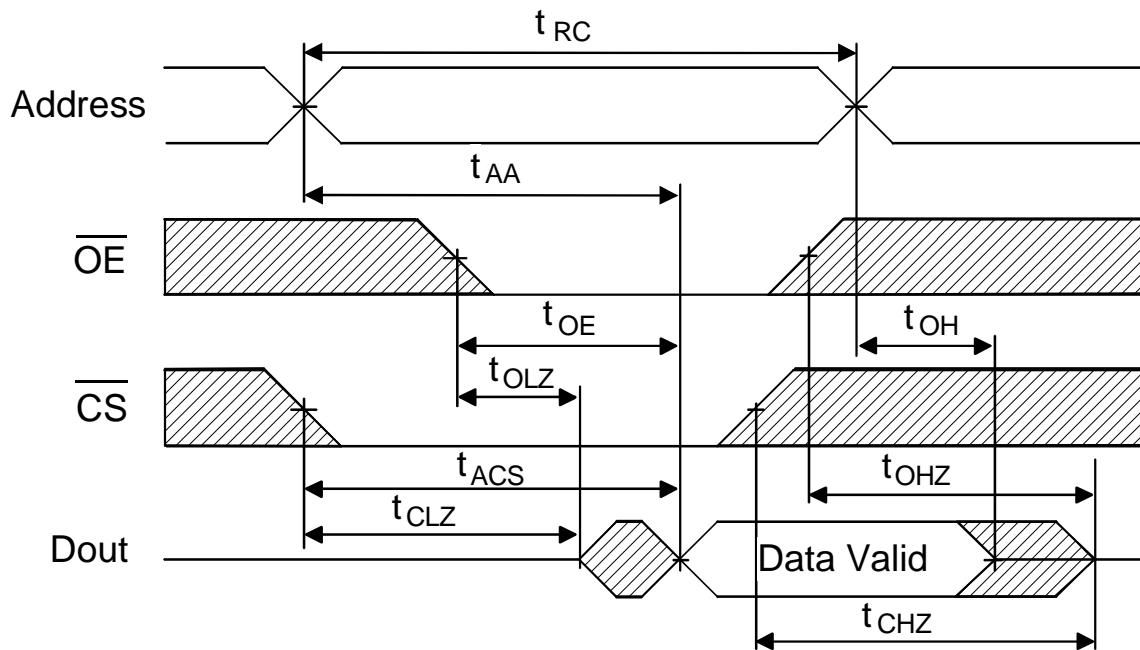 t RC
Address
t AA
OE
t OE
t OH
t OLZ
CS
t ACS
t OHZ
t CLZ
Dout
Data Valid
t CHZ